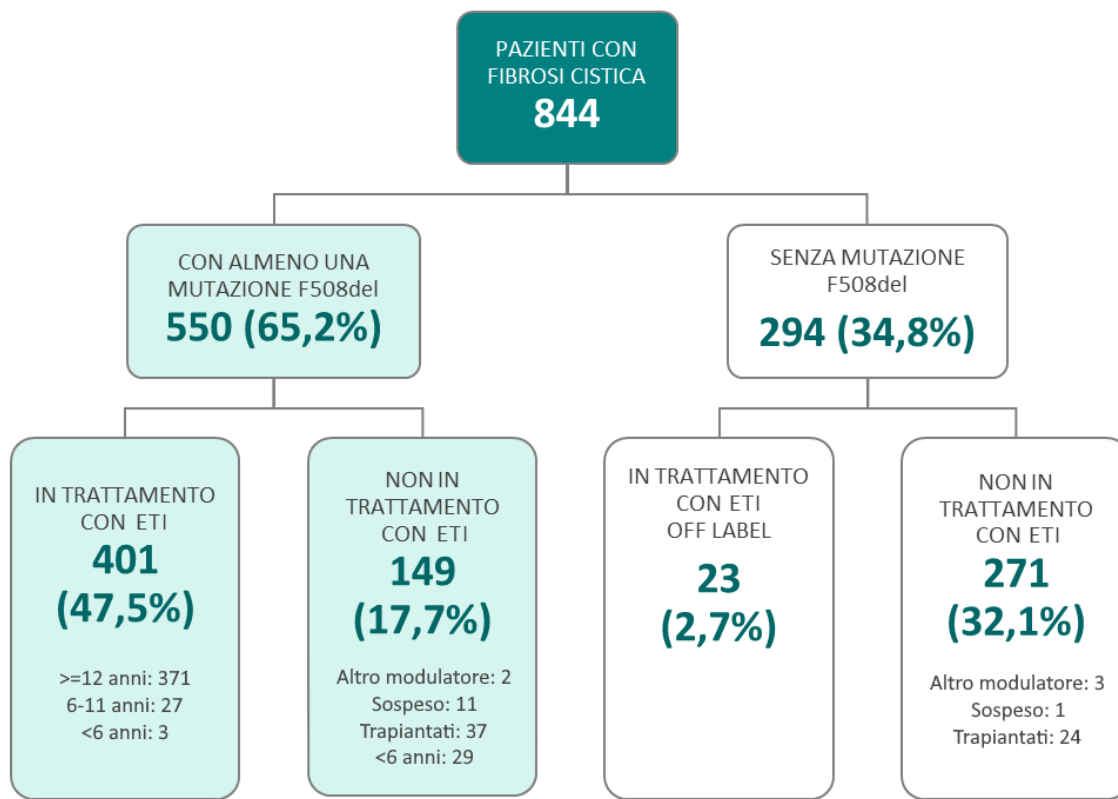 PAZIENTI CON
FIBROSI CISTICA
844
CON ALMENO UNA
MUTAZIONE F508del
550 (65,2%)
SENZA MUTAZIONE
F508del
294 (34,8%)
IN TRATTAMENTO
CON ETI
401
(47,5%)
>=12 anni: 371
6-11 anni: 27
<6 anni: 3
NON IN
TRATTAMENTO
CON ETI
149
(17,7%)
Altro modulatore: 2
Sospeso: 11
Trapiantati: 37
<6 anni: 29
IN TRATTAMENTO
CON ETI
OFF LABEL
23
(2,7%)
NON IN
TRATTAMENTO
CON ETI
271
(32,1%)
Altro modulatore: 3
Sospeso: 1
Trapiantati: 24